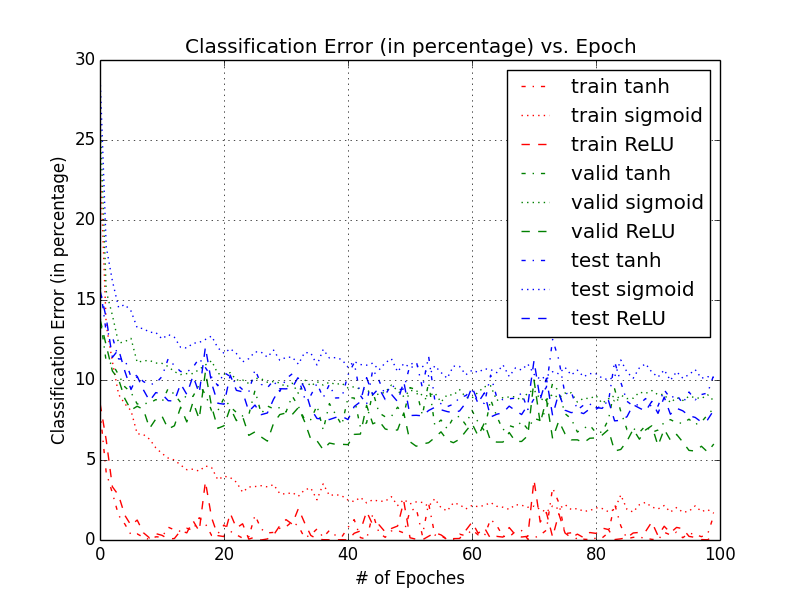 Classification Error (in percentage) vs. Epoch
30
25
20
15
10
5
0
Classification Error (in percentage)
train tanh
train sigmoid
train ReLU
valid tanh
valid sigmoid
valid ReLU
test tanh
test sigmoid
test ReLU
0 20 40 60 80 100
# of Epoches